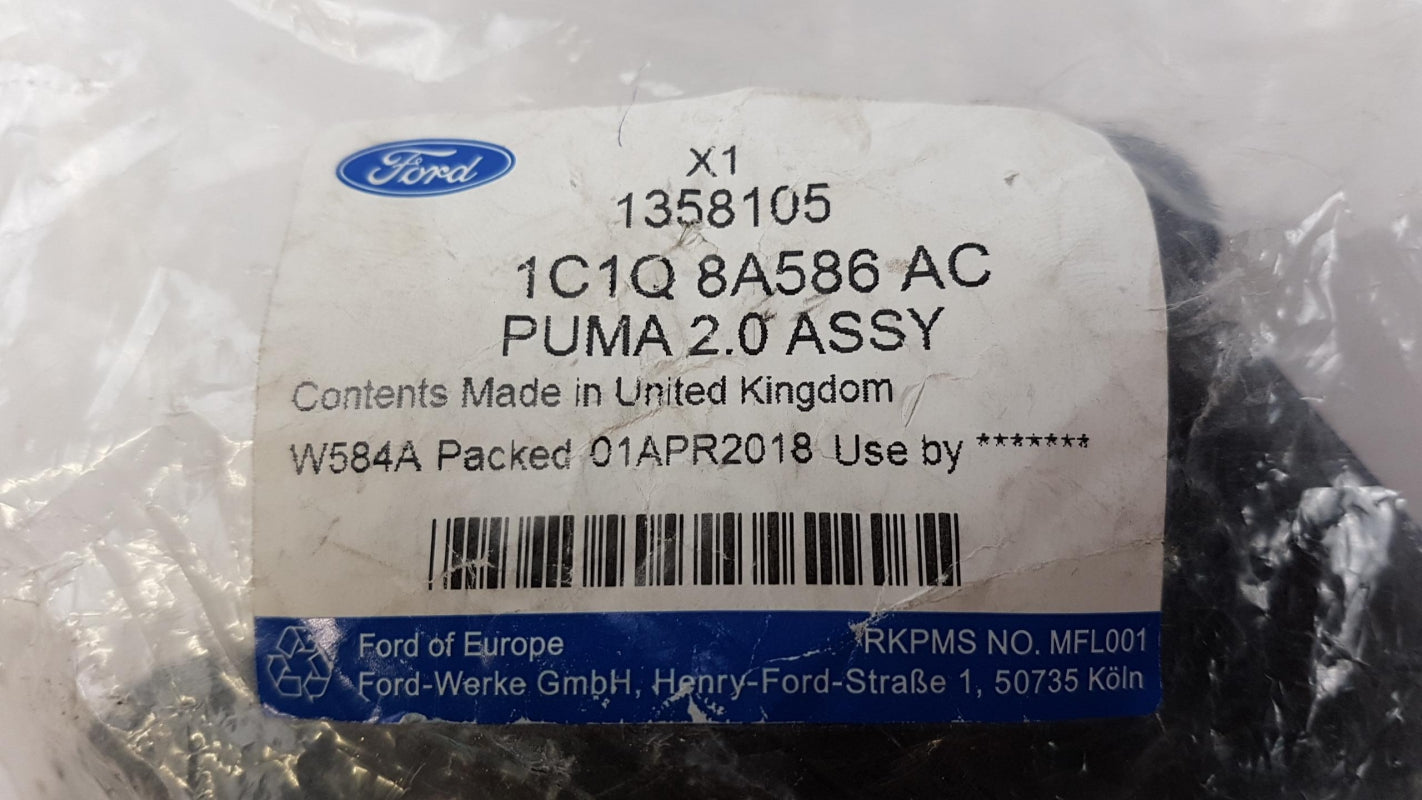 Ford
X1
1358105
1C1Q 8A586 AC
PUMA 2.0 ASSY
Contents Made in United Kingdom
W584A Packed 01APR2018 Use by *******
Ford of Europe
RKPMS NO. MFL001
Ford-Werke GmbH, Henry-Ford-Straße 1, 50735 Köln